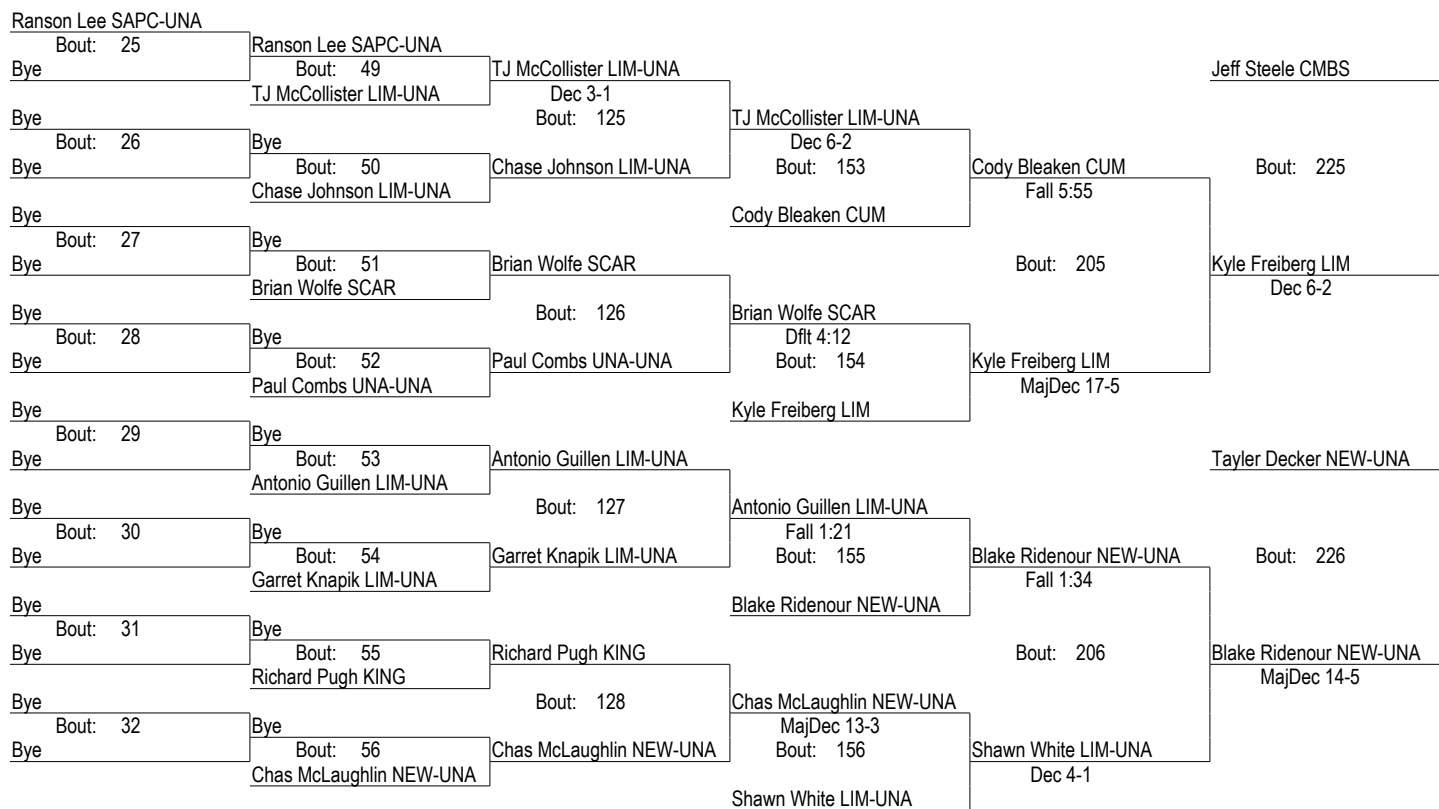 Ranson Lee SAPC-UNA
Bout: 25 Ranson Lee SAPC-UNA
Bye Bout: 49 TJ McCollister LIM-UNA Jeff Steele CMBS
TJ McCollister LIM-UNA Dec 3-1
Bye Bout: 125 TJ McCollister LIM-UNA
Bout: 26 Bye Dec 6-2
Bye Bout: 50 Chase Johnson LIM-UNA Bout: 153 Cody Bleaken CUM Bout: 225
Chase Johnson LIM-UNA Fall 5:55
Bye Cody Bleaken CUM
Bout: 27 Bye
Bye Bout: 51 Brian Wolfe SCAR Bout: 205 Kyle Freiberg LIM
Brian Wolfe SCAR Dec 6-2
Bye Bout: 126 Brian Wolfe SCAR
Bout: 28 Bye Dflt 4:12
Bye Bout: 52 Paul Combs UNA-UNA Bout: 154 Kyle Freiberg LIM
Paul Combs UNA-UNA MajDec 17-5
Bye Kyle Freiberg LIM
Bout: 29 Bye
Bye Bout: 53 Antonio Guillen LIM-UNA Tayler Decker NEW-UNA
Antonio Guillen LIM-UNA
Bye Bout: 127 Antonio Guillen LIM-UNA
Bout: 30 Bye Fall 1:21
Bye Bout: 54 Garret Knapik LIM-UNA Bout: 155 Blake Ridenour NEW-UNA Bout: 226
Garret Knapik LIM-UNA Fall 1:34
Bye Blake Ridenour NEW-UNA
Bout: 31 Bye
Bye Bout: 55 Richard Pugh KING Bout: 206 Blake Ridenour NEW-UNA
Richard Pugh KING MajDec 14-5
Bye Bout: 128 Chas McLaughlin NEW-UNA
Bout: 32 Bye MajDec 13-3
Bye Bout: 56 Chas McLaughlin NEW-UNA Bout: 156 Shawn White LIM-UNA
Chas McLaughlin NEW-UNA Dec 4-1
Shawn White LIM-UNA